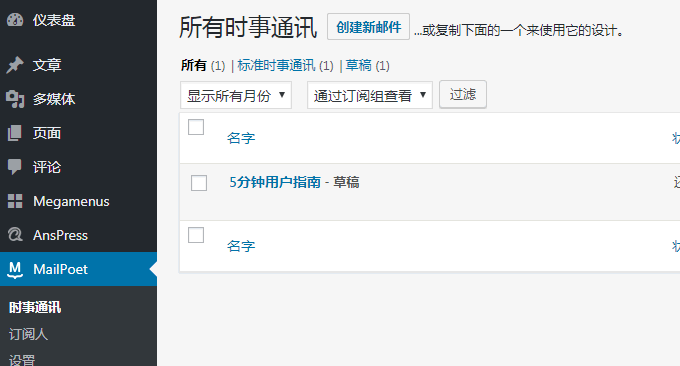 仪表盘
文章
多媒体
页面
评论
Megamenus
AnsPress
MailPoet
时事通讯
订阅人
设置
所有时事通讯 创建新邮件 ...或复制下面的一个来使用它的设计。
所有 (1) | 标准时事通讯 (1) | 草稿 (1)
显示所有月份 通过订阅组查看 过滤
名字
5分钟用户指南 - 草稿
名字